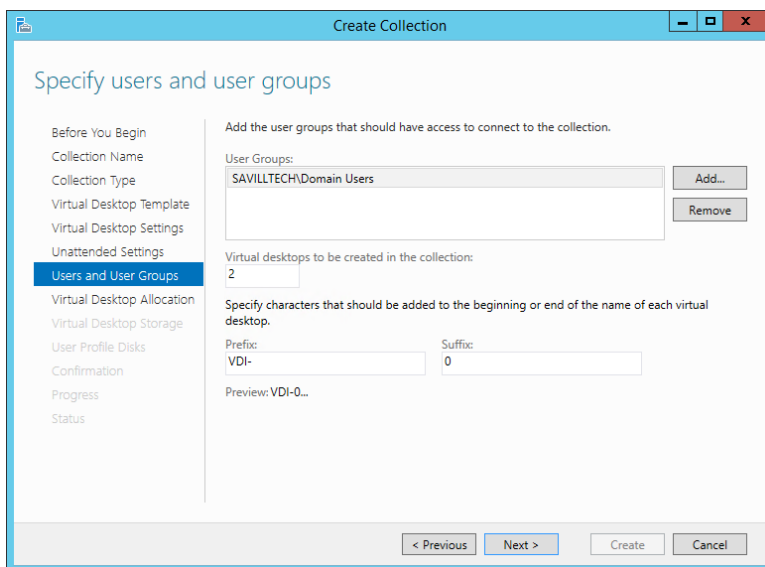 Create Collection
Specify users and user groups
Before You Begin
Collection Name
Collection Type
Virtual Desktop Template
Virtual Desktop Settings
Unattended Settings
Users and User Groups
Virtual Desktop Allocation
Virtual Desktop Storage
User Profile Disks
Confirmation
Progress
Status
Add the user groups that should have access to connect to the collection.
User Groups:
SAVILLTECH\Domain Users
Add...
Remove
Virtual desktops to be created in the collection:
2
Specify characters that should be added to the beginning or end of the name of each virtual
desktop.
Prefix: Suffix:
VDI- 0
Preview: VDI-0...
< Previous Next > Create Cancel